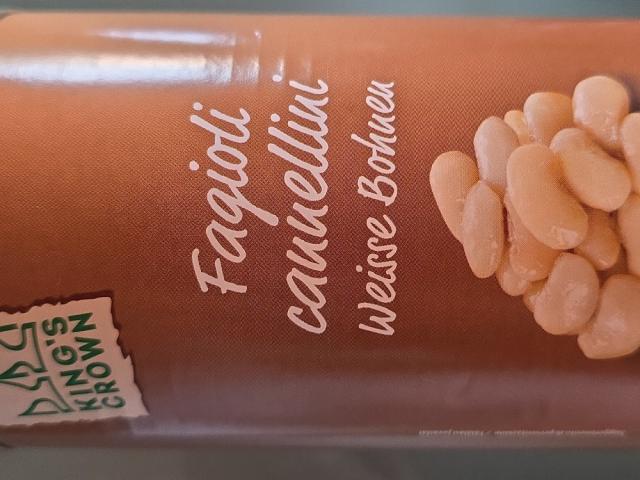 KING'S
CROWN
Fagioli
cannellini
Weisse Bohnen